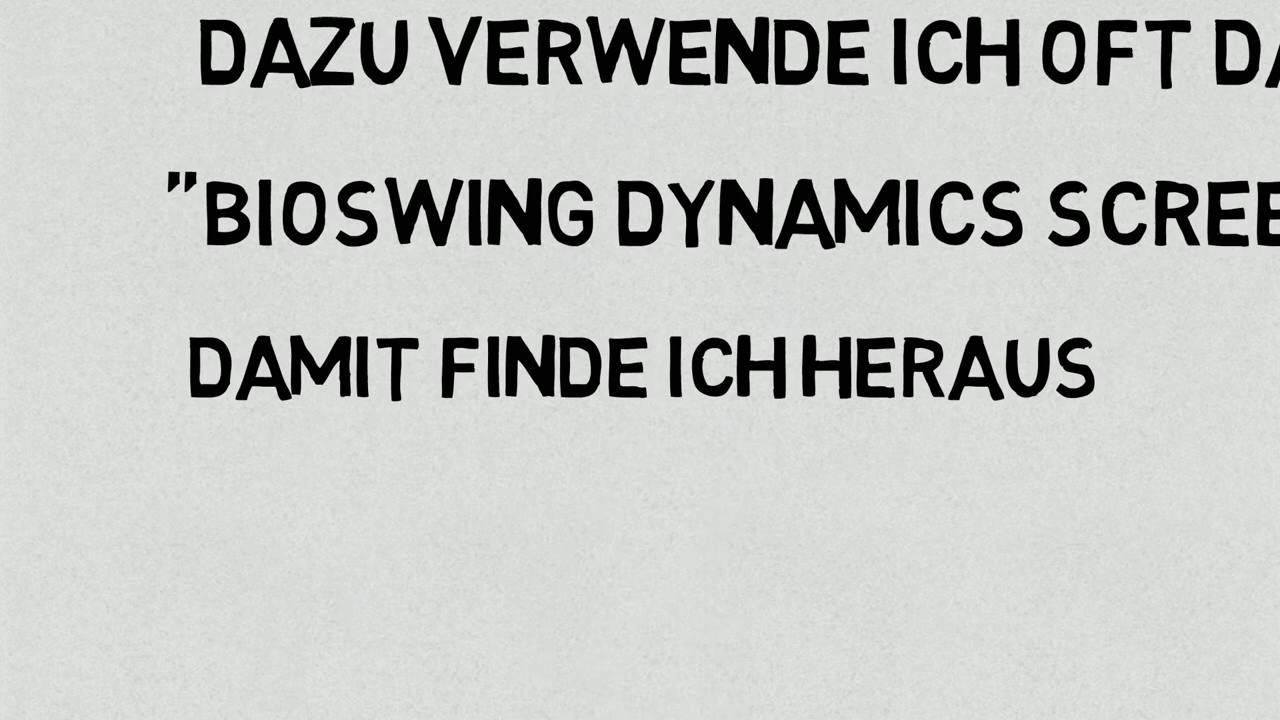 DAZU VERWENDE ICH OFT
"BIOSWING DYNAMICS
DAMIT FINDE ICH HERAUS